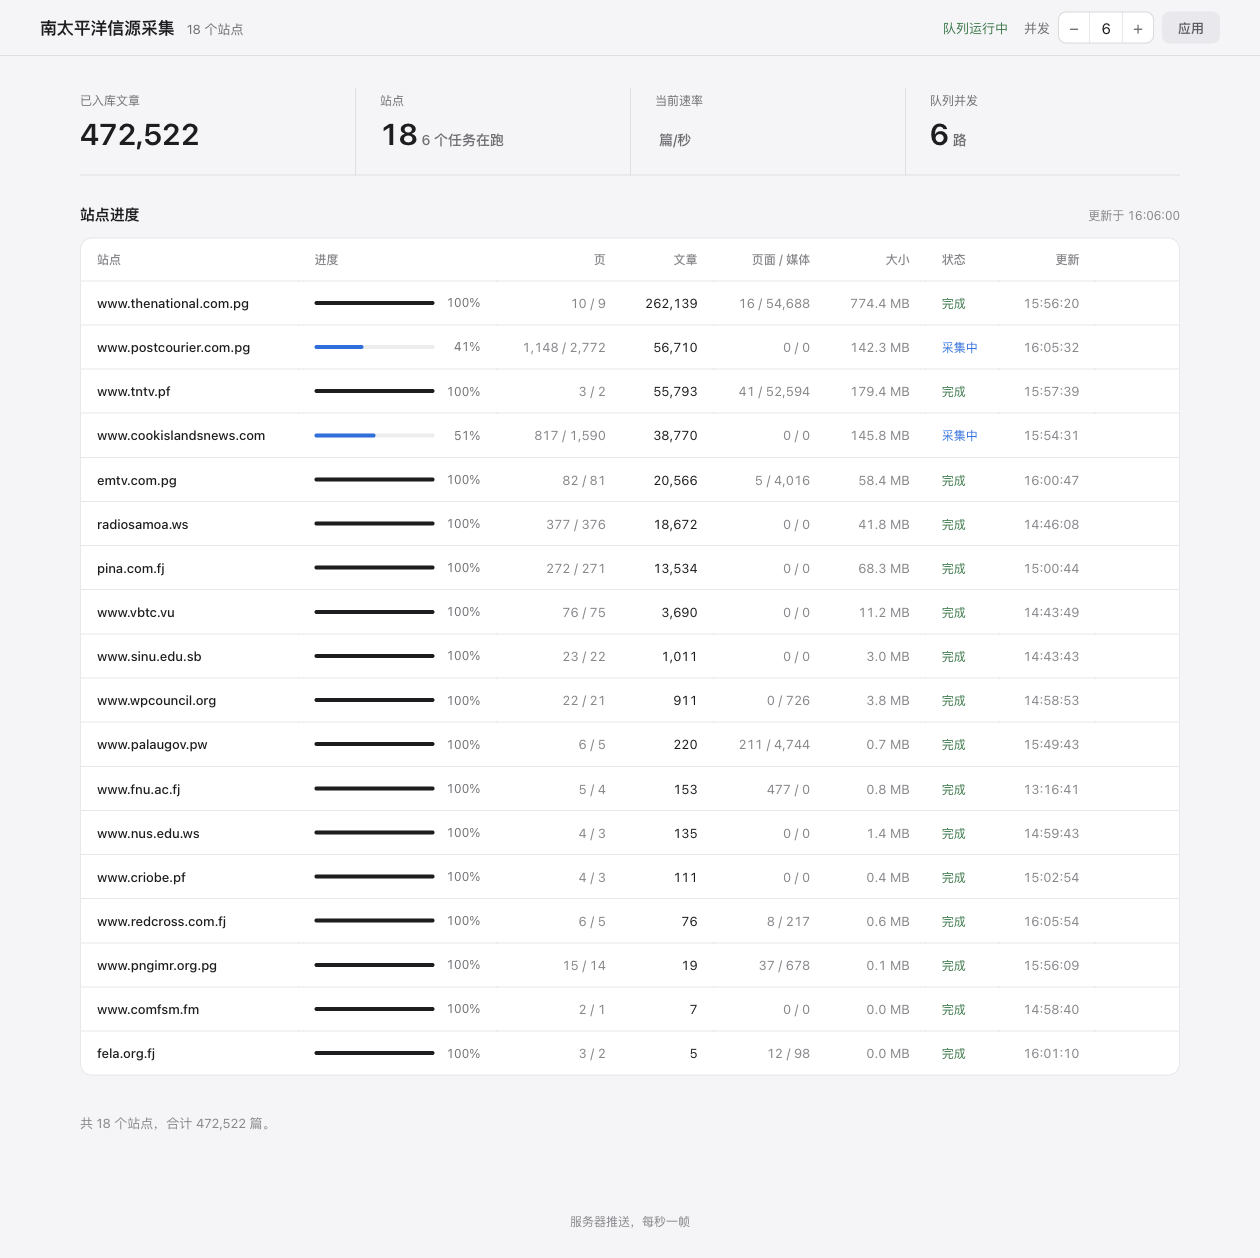 南太平洋信源采集 18 个站点 队列运行中 并发 − 6 + 应用
已入库文章 站点 当前速率 队列并发
472,522 18 6 个任务在跑 篇/秒 6 路
站点进度 更新于 16:06:00
站点 进度 页 文章 页面 / 媒体 大小 状态 更新
www.thenational.com.pg 100% 10 / 9 262,139 16 / 54,688 774.4 MB 完成 15:56:20
www.postcourier.com.pg 41% 1,148 / 2,772 56,710 0 / 0 142.3 MB 采集中 16:05:32
www.tntv.pf 100% 3 / 2 55,793 41 / 52,594 179.4 MB 完成 15:57:39
www.cookislandsnews.com 51% 817 / 1,590 38,770 0 / 0 145.8 MB 采集中 15:54:31
emtv.com.pg 100% 82 / 81 20,566 5 / 4,016 58.4 MB 完成 16:00:47
radiosamoa.ws 100% 377 / 376 18,672 0 / 0 41.8 MB 完成 14:46:08
pina.com.fj 100% 272 / 271 13,534 0 / 0 68.3 MB 完成 15:00:44
www.vbtc.vu 100% 76 / 75 3,690 0 / 0 11.2 MB 完成 14:43:49
www.sinu.edu.sb 100% 23 / 22 1,011 0 / 0 3.0 MB 完成 14:43:43
www.wpcouncil.org 100% 22 / 21 911 0 / 726 3.8 MB 完成 14:58:53
www.palaugov.pw 100% 6 / 5 220 211 / 4,744 0.7 MB 完成 15:49:43
www.fnu.ac.fj 100% 5 / 4 153 477 / 0 0.8 MB 完成 13:16:41
www.nus.edu.ws 100% 4 / 3 135 0 / 0 1.4 MB 完成 14:59:43
www.criobe.pf 100% 4 / 3 111 0 / 0 0.4 MB 完成 15:02:54
www.redcross.com.fj 100% 6 / 5 76 8 / 217 0.6 MB 完成 16:05:54
www.pngimr.org.pg 100% 15 / 14 19 37 / 678 0.1 MB 完成 15:56:09
www.comfsm.fm 100% 2 / 1 7 0 / 0 0.0 MB 完成 14:58:40
fela.org.fj 100% 3 / 2 5 12 / 98 0.0 MB 完成 16:01:10
共 18 个站点，合计 472,522 篇。
服务器推送，每秒一帧